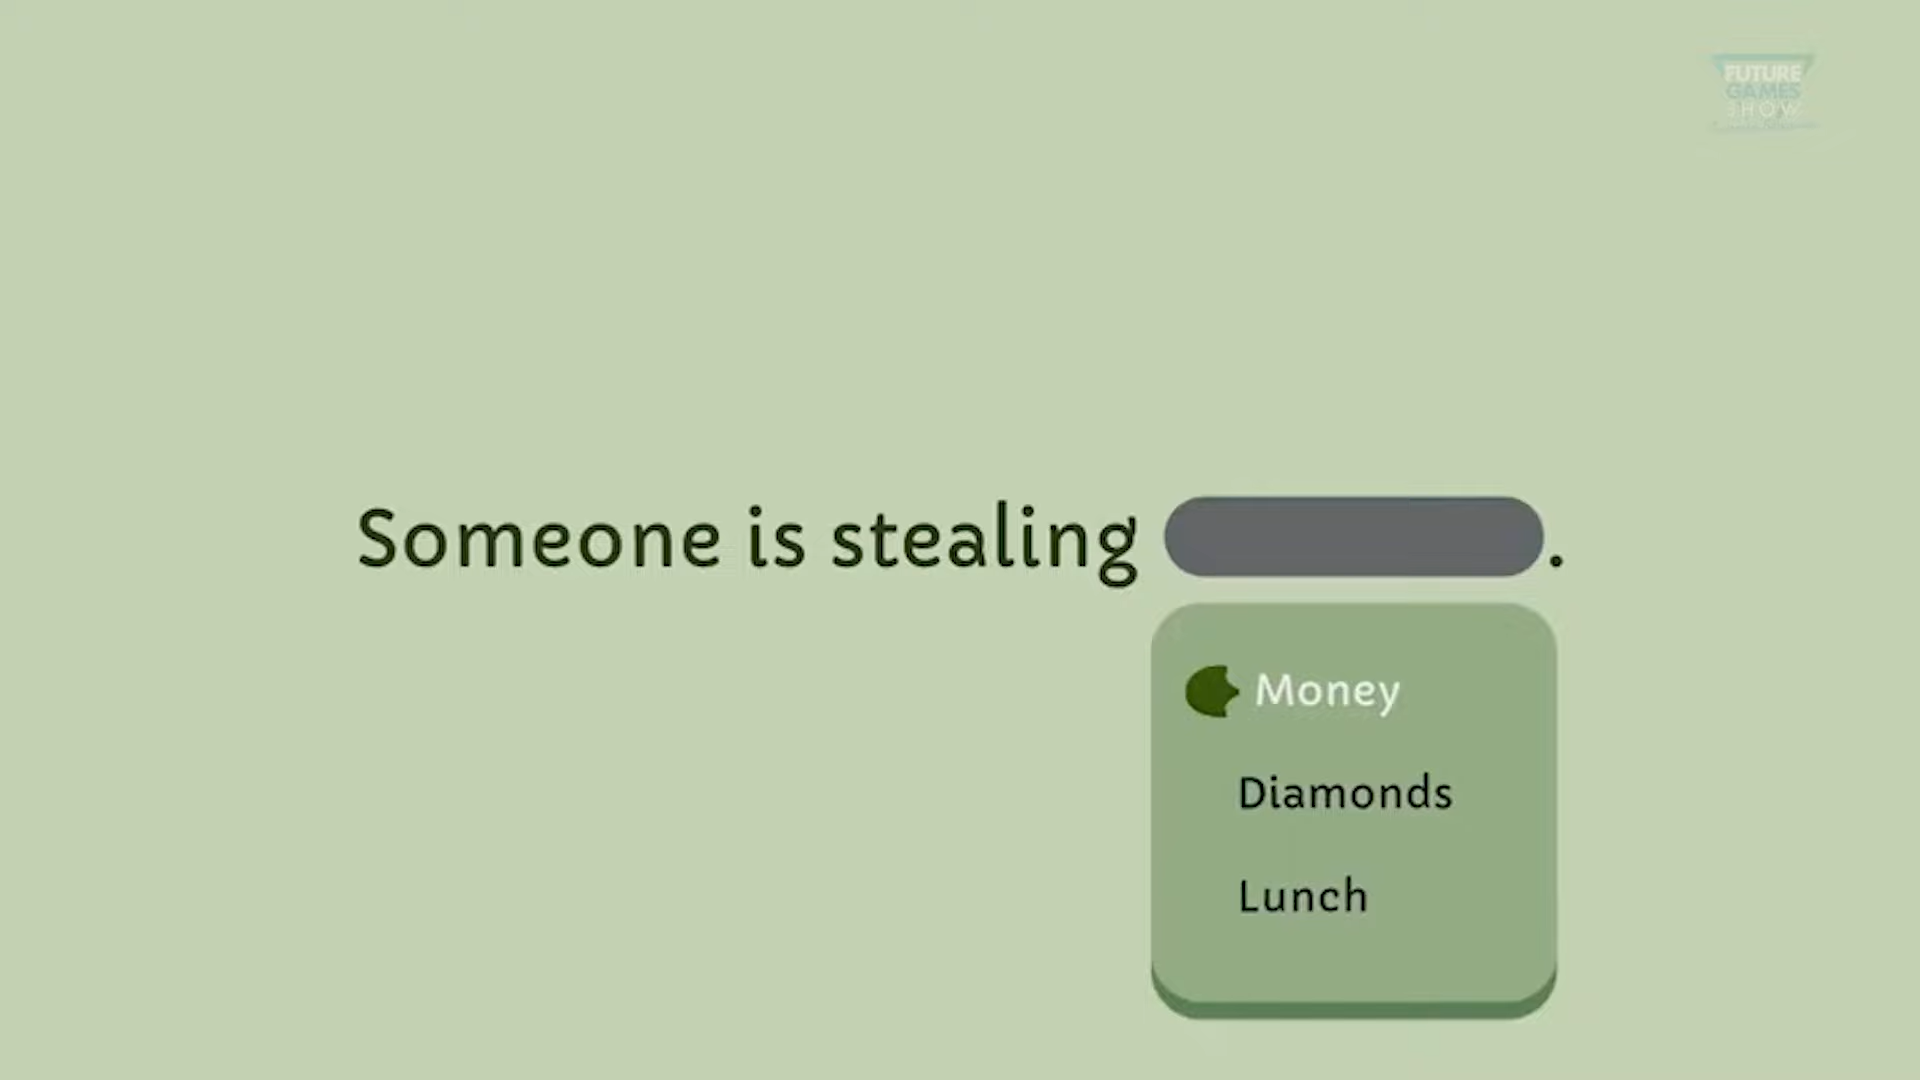 FUTURE
GAMES
SHOW
Someone is stealing .
Money
Diamonds
Lunch